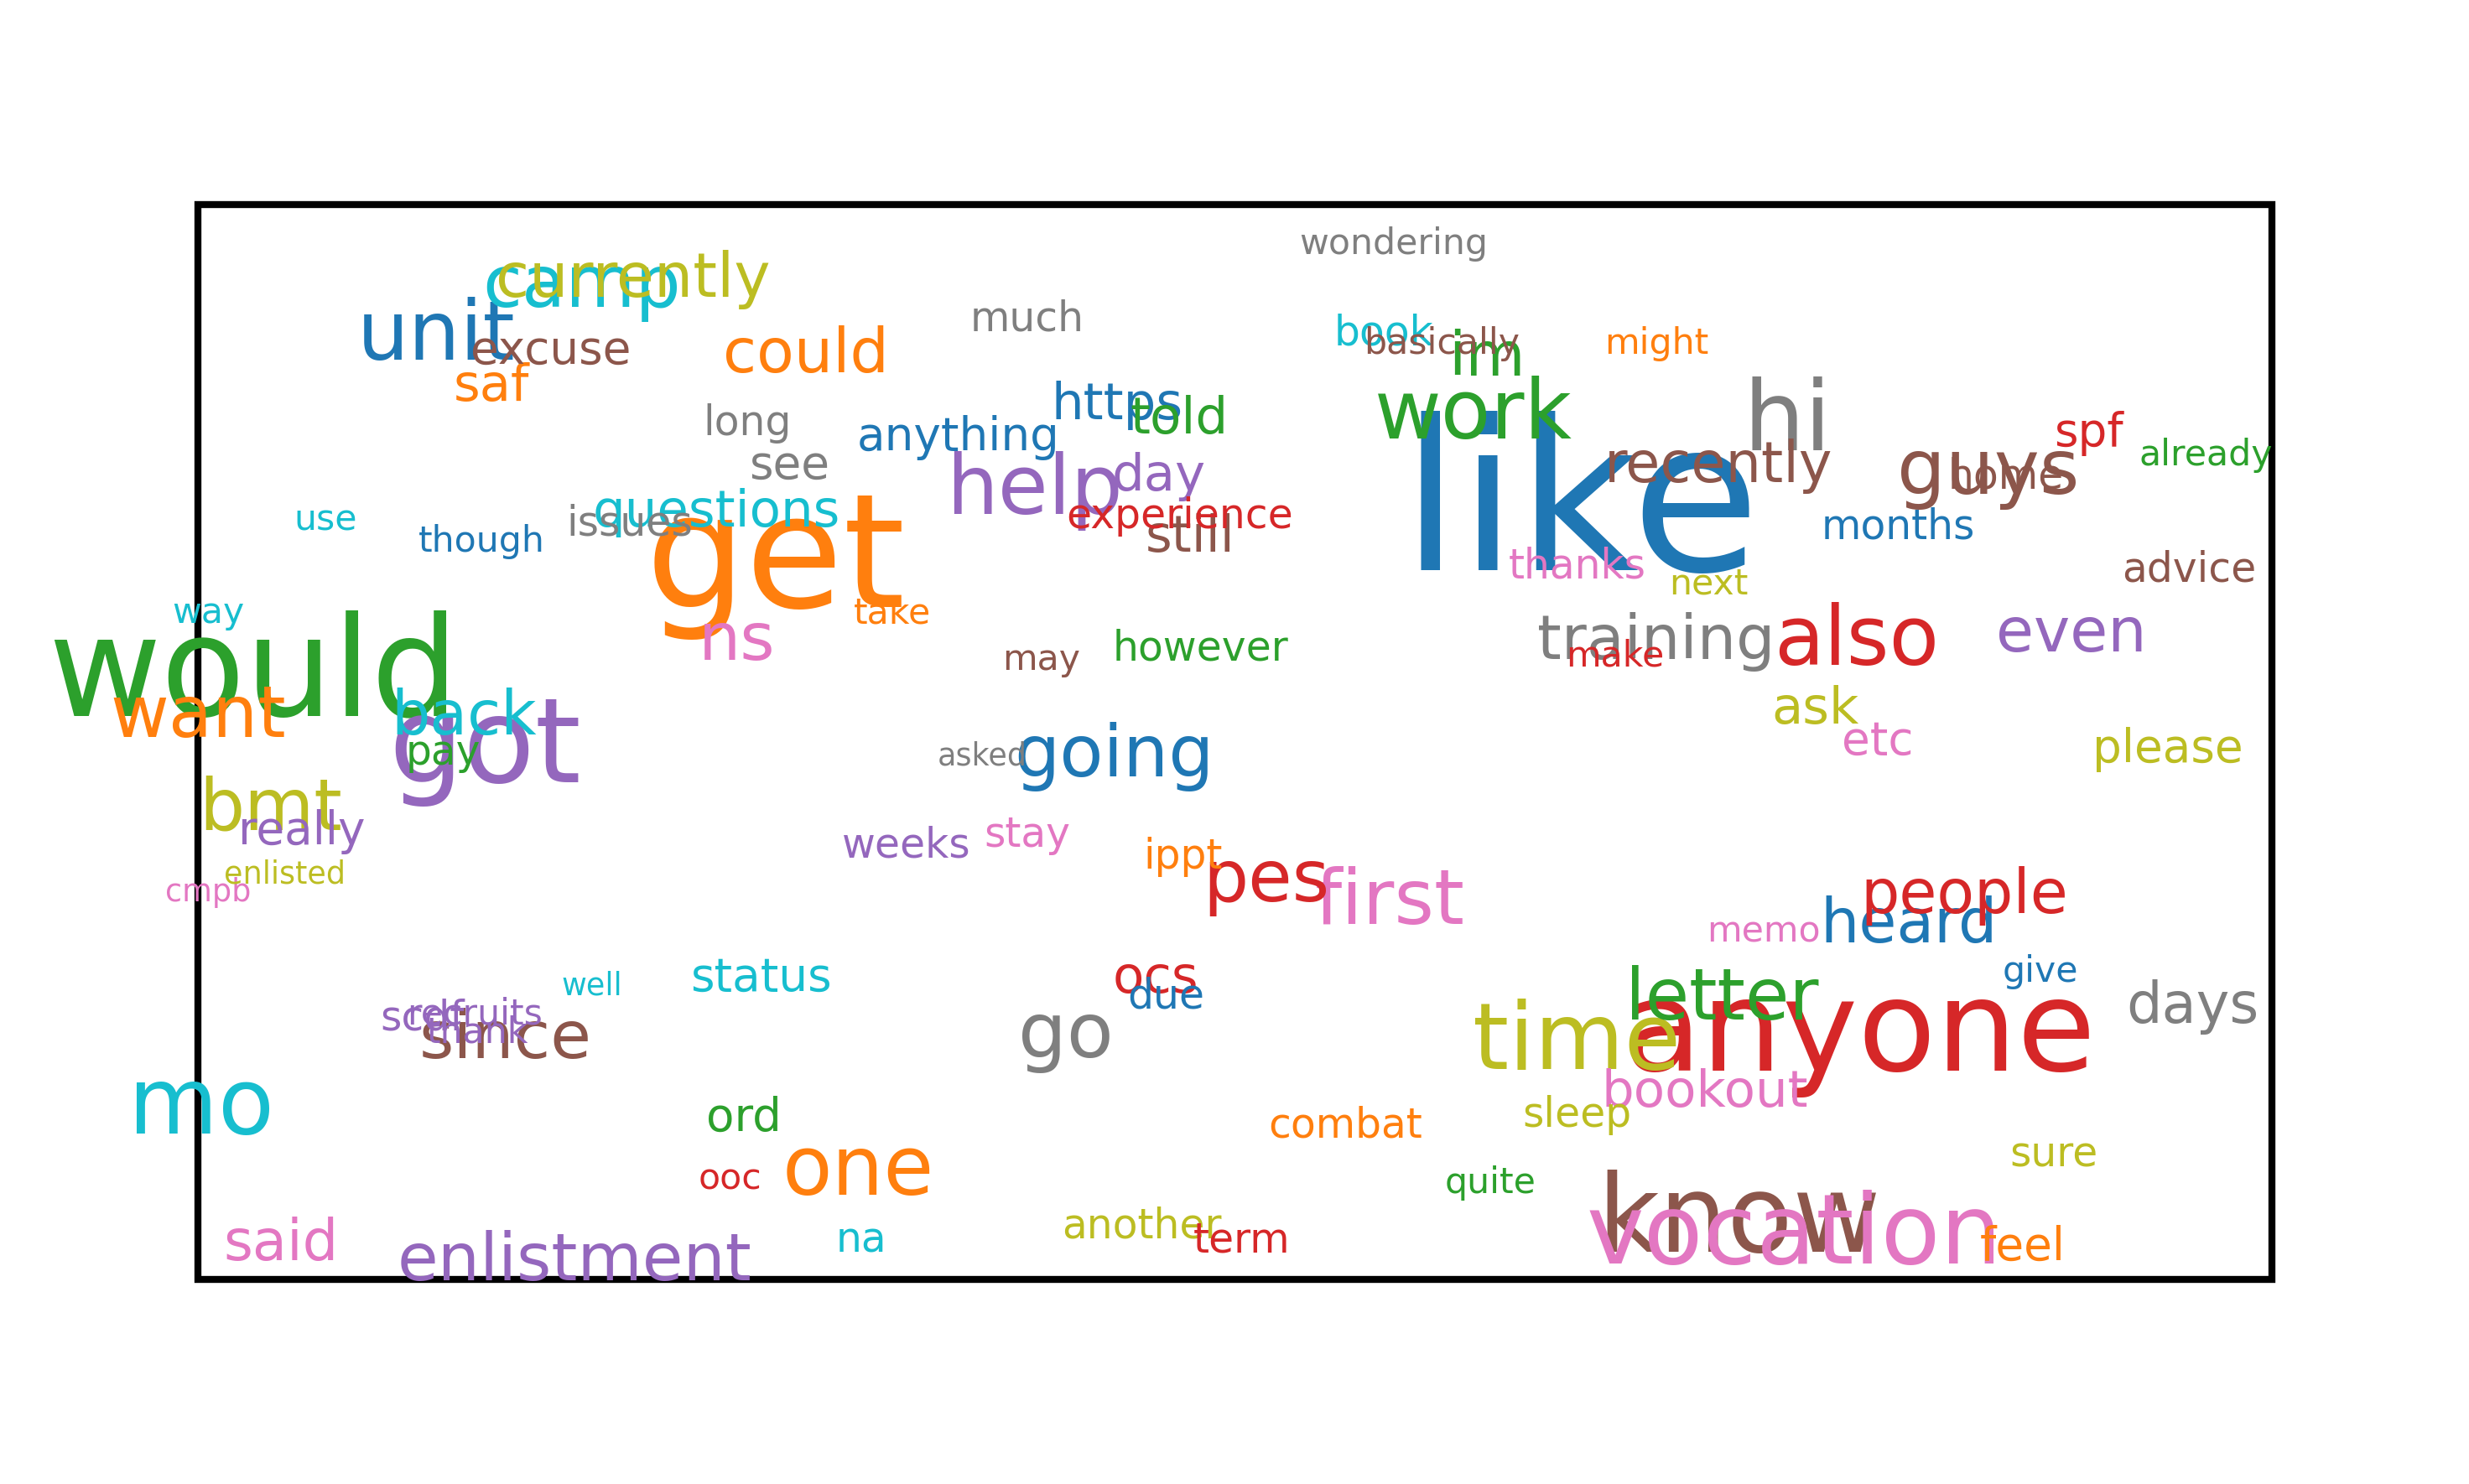 wondering
currently
camp
unit
excuse
could
much
book
basically
im
might
saf
https
told
work
hi
long
anything
like
recently
guys
home
spf
already
see
help
day
questions
issues
get
experience
still
use
though
months
thanks
next
advice
way
take
would
ns
may
however
training
make
also
even
want
back
got
pay
asked
going
ask
etc
please
bmt
really
weeks
stay
ippt
enlisted
cmpb
pes
first
people
heard
memo
well
status
ocs
due
give
letter
anyone
days
recruits
thank
since
go
time
mo
bookout
ord
combat
sleep
one
ooc
sure
quite
know
said
enlistment
na
another
term
vocation
feel